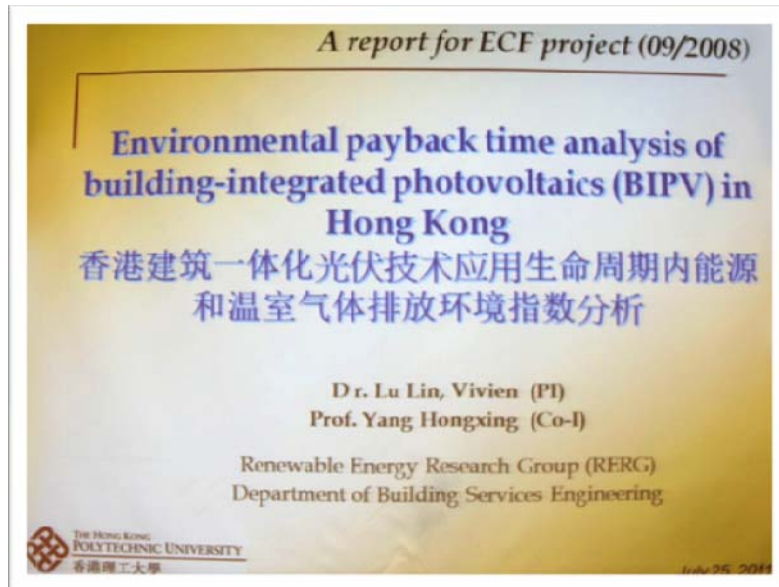 A report for ECF project (09/2008)
Environmental payback time analysis of
building-integrated photovoltaics (BIPV) in
Hong Kong
香港建筑一体化光伏技术应用生命周期内能源
和温室气体排放环境指数分析
Dr. Lu Lin, Vivien (PI)
Prof. Yang Hongxing (Co-I)
Renewable Energy Research Group (RERG)
Department of Building Services Engineering
THE HONG KONG
POLYTECHNIC UNIVERSITY
香港理工大學
July 25, 2011